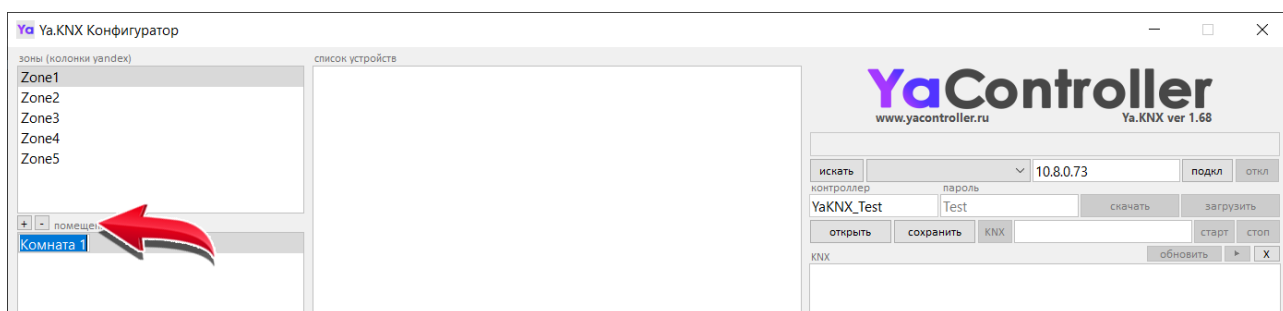 Ya Ya.KNX Конфигуратор
зоны (колонки yandex)
Zone1
Zone2
Zone3
Zone4
Zone5
+ - 
Комната 1
список устройств
YaController
www.yacontroller.ru Ya.KNX ver 1.68
искать 10.8.0.73 подкл откл
контроллер пароль
YaKNX_Test Test скачать загрузить
открыть сохранить KNX старт стоп
KNX обновить X